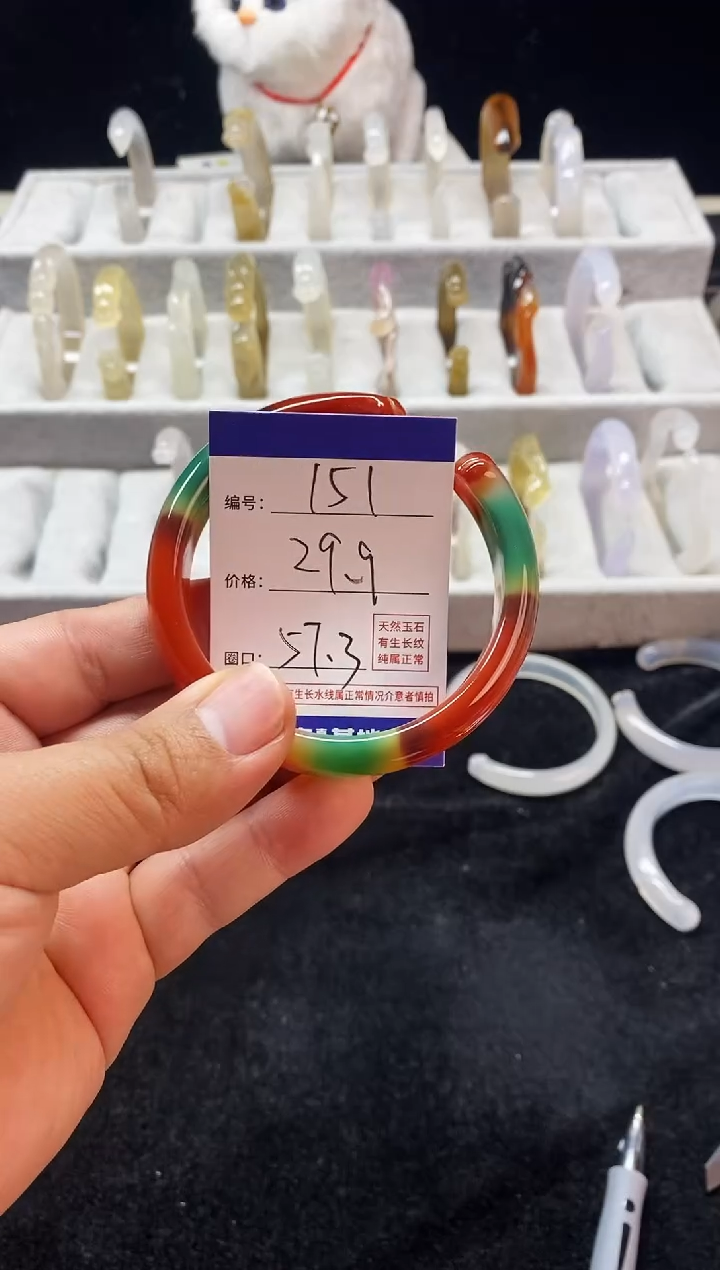 编号: 151
价格: 29.9
圈口: 57.3
天然玉石
有生长纹
纯属正常
生长水线属正常情况介意者慎拍